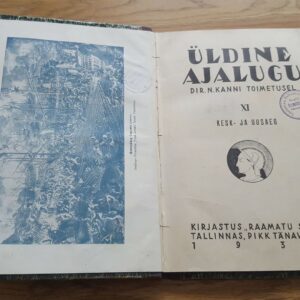 ÜLDINE
AJALUGU
DIR. N. KANNI TOIMETUSEL
XI
KESK- JA UUSAEG
KIRJASTUS „RAAMATU
TALLINNAS, PIKK TÄNAV
193